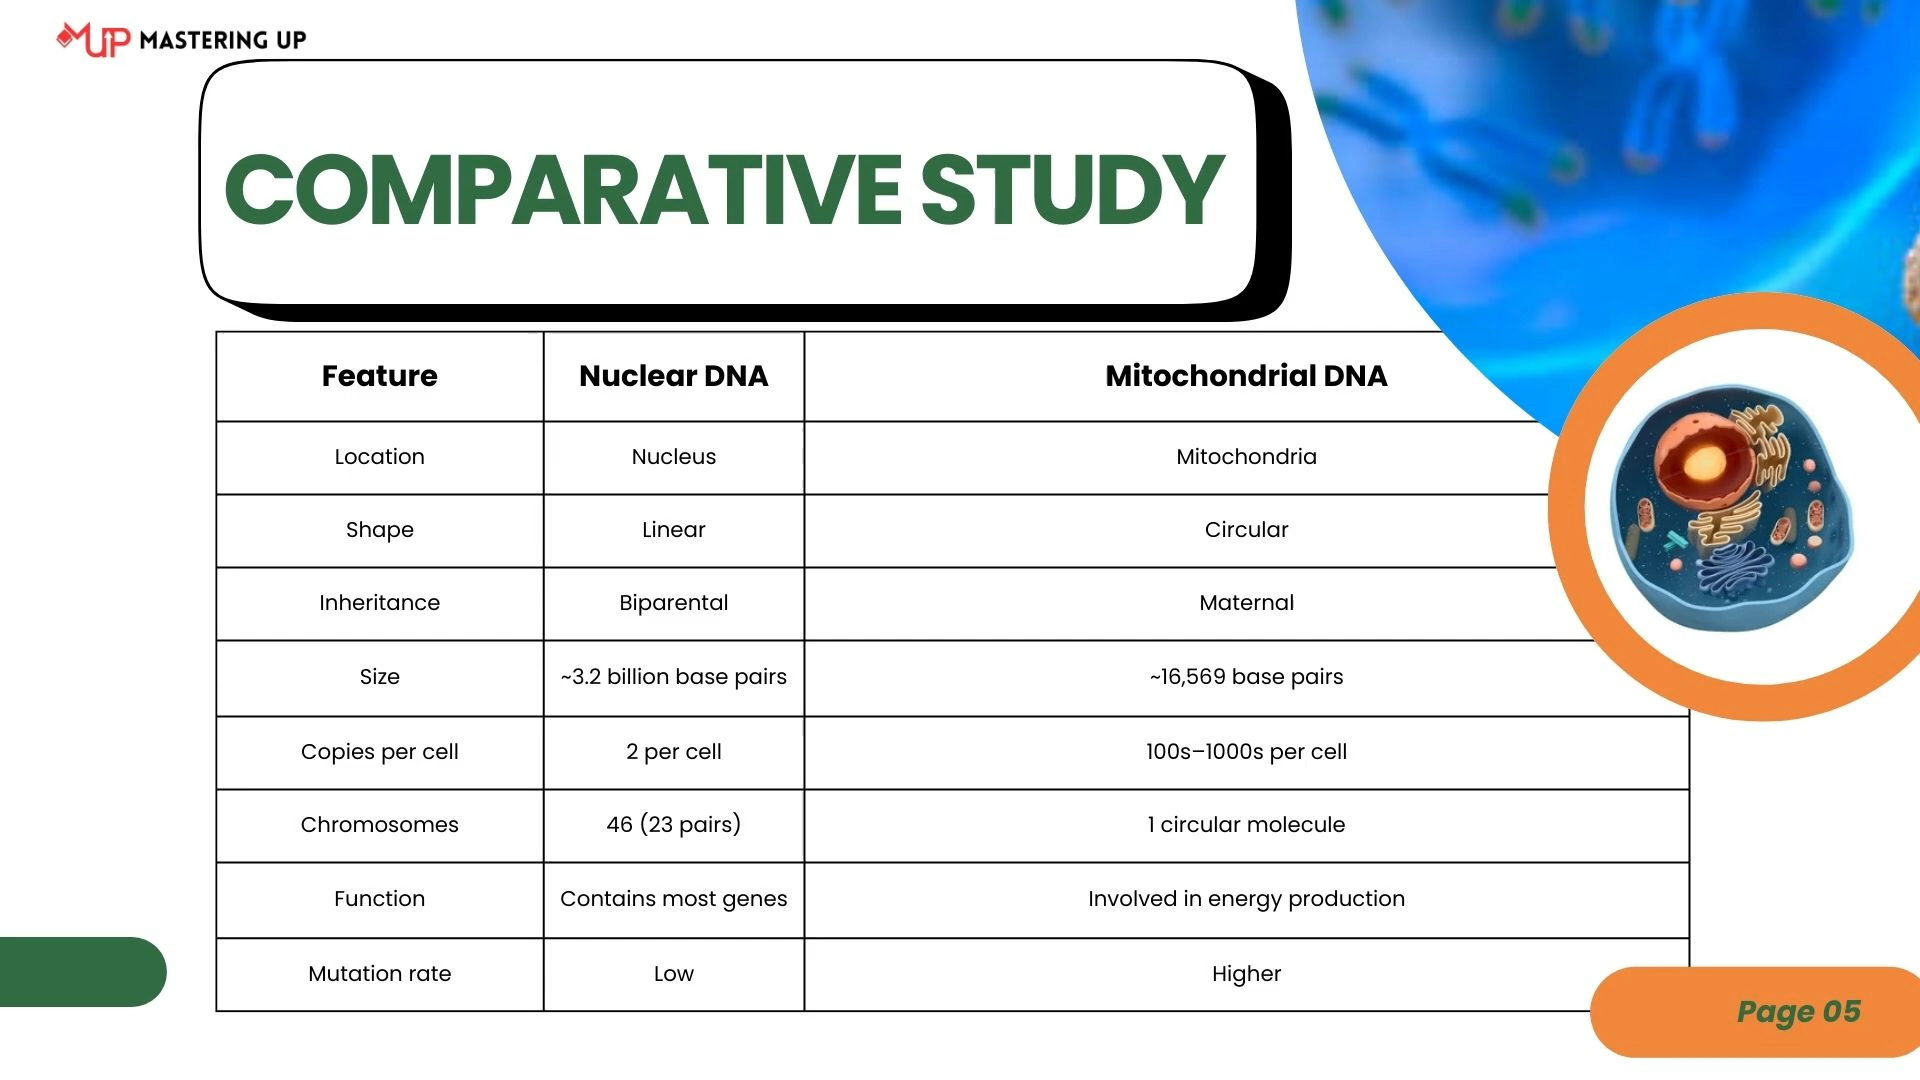 MUP MASTERING UP
COMPARATIVE STUDY
Feature Nuclear DNA Mitochondrial DNA
Location Nucleus Mitochondria
Shape Linear Circular
Inheritance Biparental Maternal
Size ~3.2 billion base pairs ~16,569 base pairs
Copies per cell 2 per cell 100s–1000s per cell
Chromosomes 46 (23 pairs) 1 circular molecule
Function Contains most genes Involved in energy production
Mutation rate Low Higher
Page 05